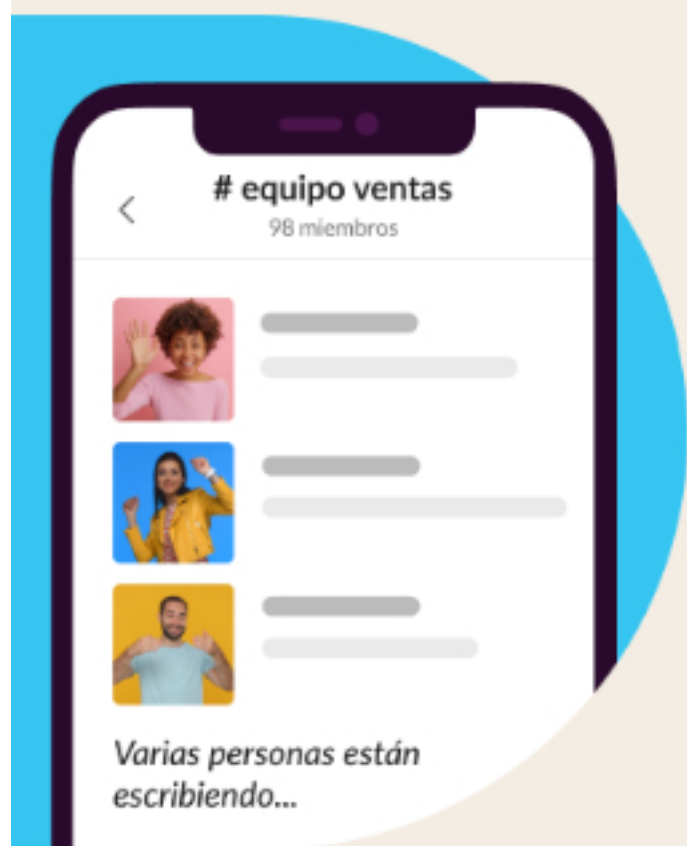 # equipo ventas
98 miembros
Varias personas están
escribiendo...